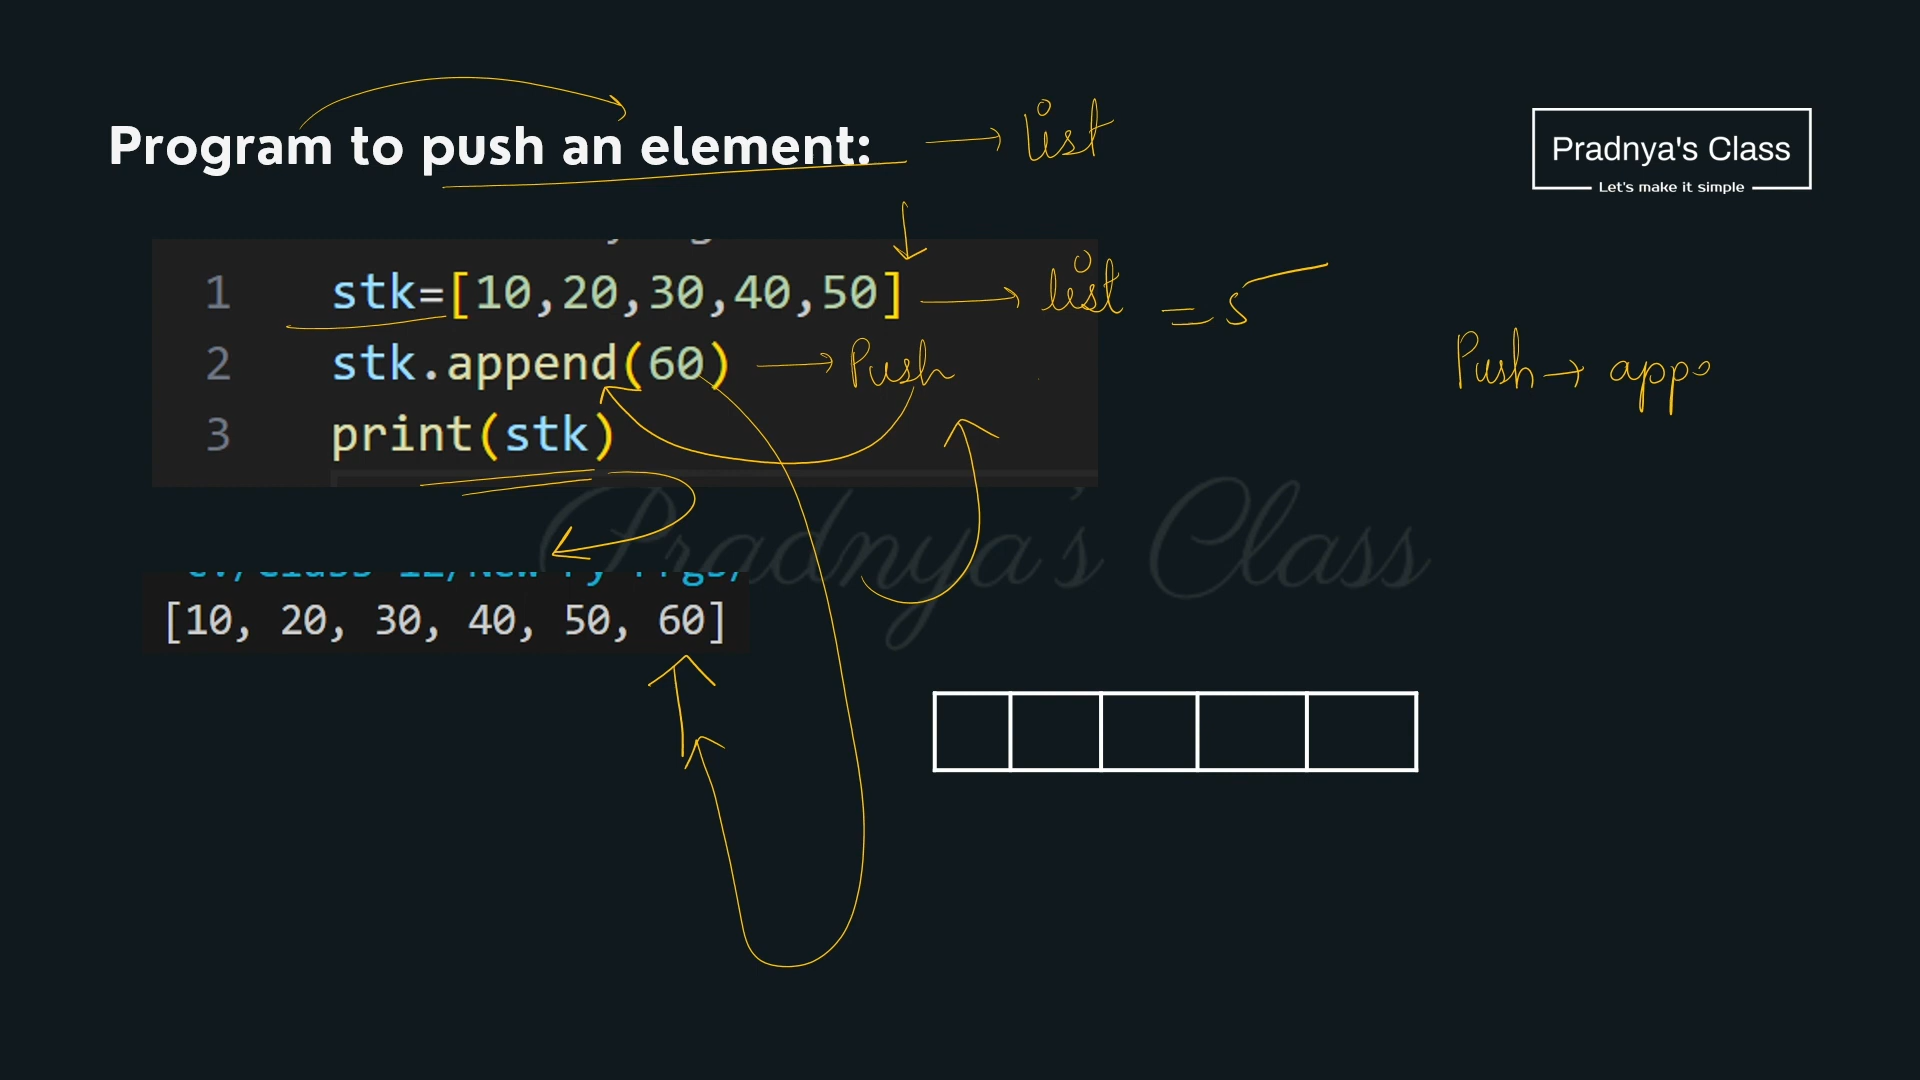 Program to push an element: → list
Pradnya's Class
Let's make it simple
1 stk=[10,20,30,40,50] → list = 5
2 stk.append(60) → Push
Push → appe
3 print(stk)
Pradnya's Class
[10, 20, 30, 40, 50, 60]